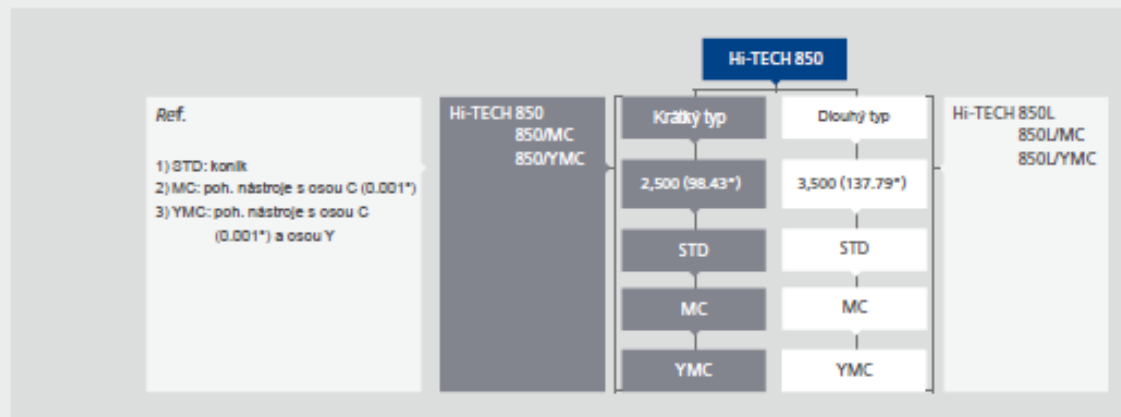 Hi-TECH 850
Ref.
1) STD: koník
2) MC: poh. nástroje s osou C (0.001°)
3) YMC: poh. nástroje s osou C
(0.001°) a osou Y
Hi-TECH 850
850/MC
850/YMC
Krátký typ
2,500 (98.43")
STD
MC
YMC
Dlouhý typ
3,500 (137.79")
STD
MC
YMC
Hi-TECH 850L
850L/MC
850L/YMC